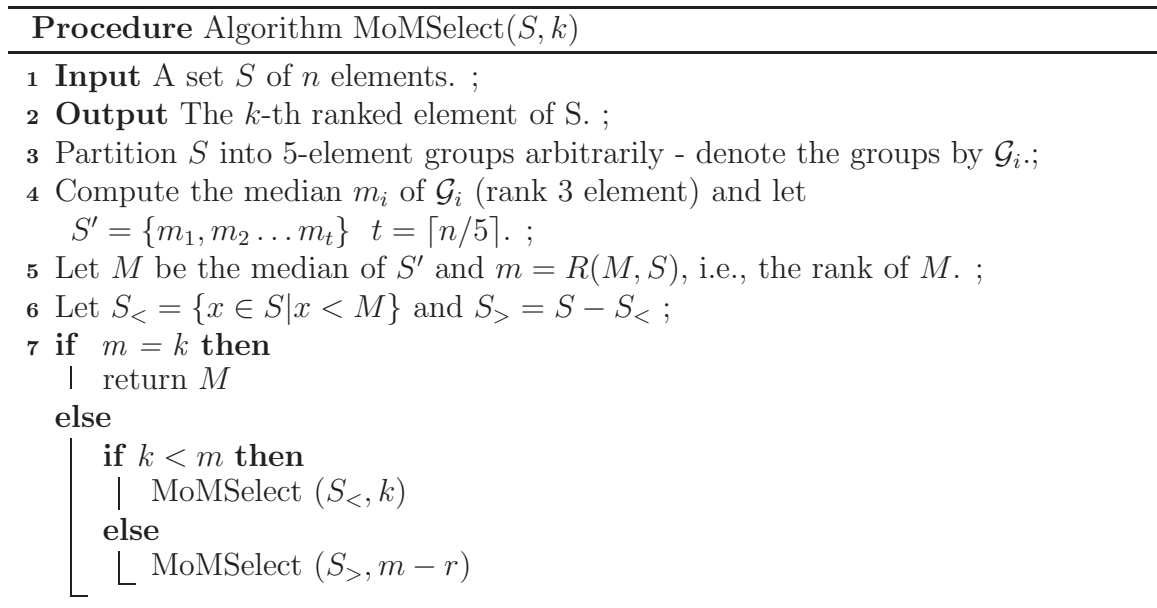 Procedure Algorithm MoMSelect(S, k)
1 Input A set S of n elements. ;
2 Output The k-th ranked element of S. ;
3 Partition S into 5-element groups arbitrarily - denote the groups by 𝒢ᵢ.;
4 Compute the median mᵢ of 𝒢ᵢ (rank 3 element) and let
S′ = {m₁, m₂ … mₜ} t = ⌈n/5⌉. ;
5 Let M be the median of S′ and m = R(M, S), i.e., the rank of M. ;
6 Let S< = {x ∈ S|x < M} and S> = S − S< ;
7 if m = k then
return M
else
if k < m then
MoMSelect (S<, k)
else
MoMSelect (S>, m − r)